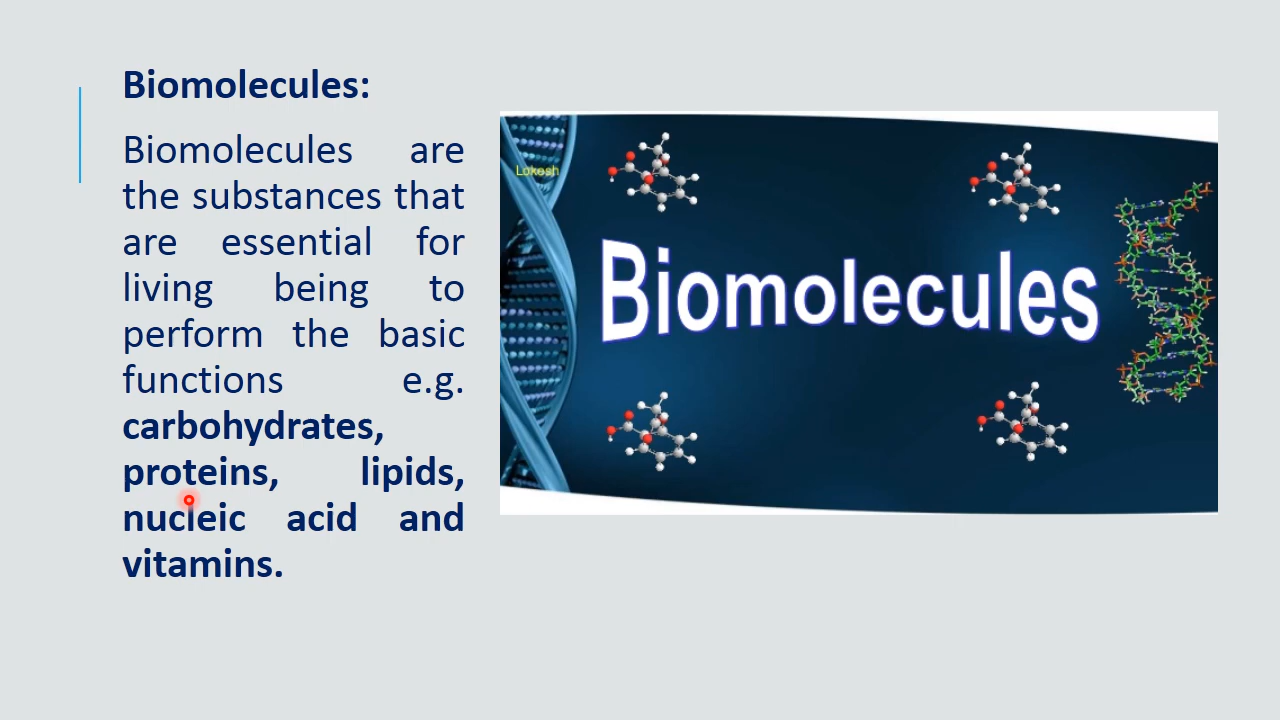 Biomolecules:
Biomolecules are
the substances that
are essential for
living being to
perform the basic
functions e.g.
carbohydrates,
proteins, lipids,
nucleic acid and
vitamins.
Lokesh
Biomolecules